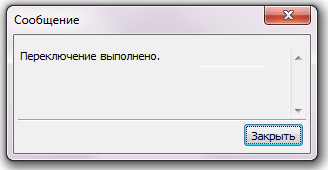 Сообщение
Переключение выполнено.
Закрыть